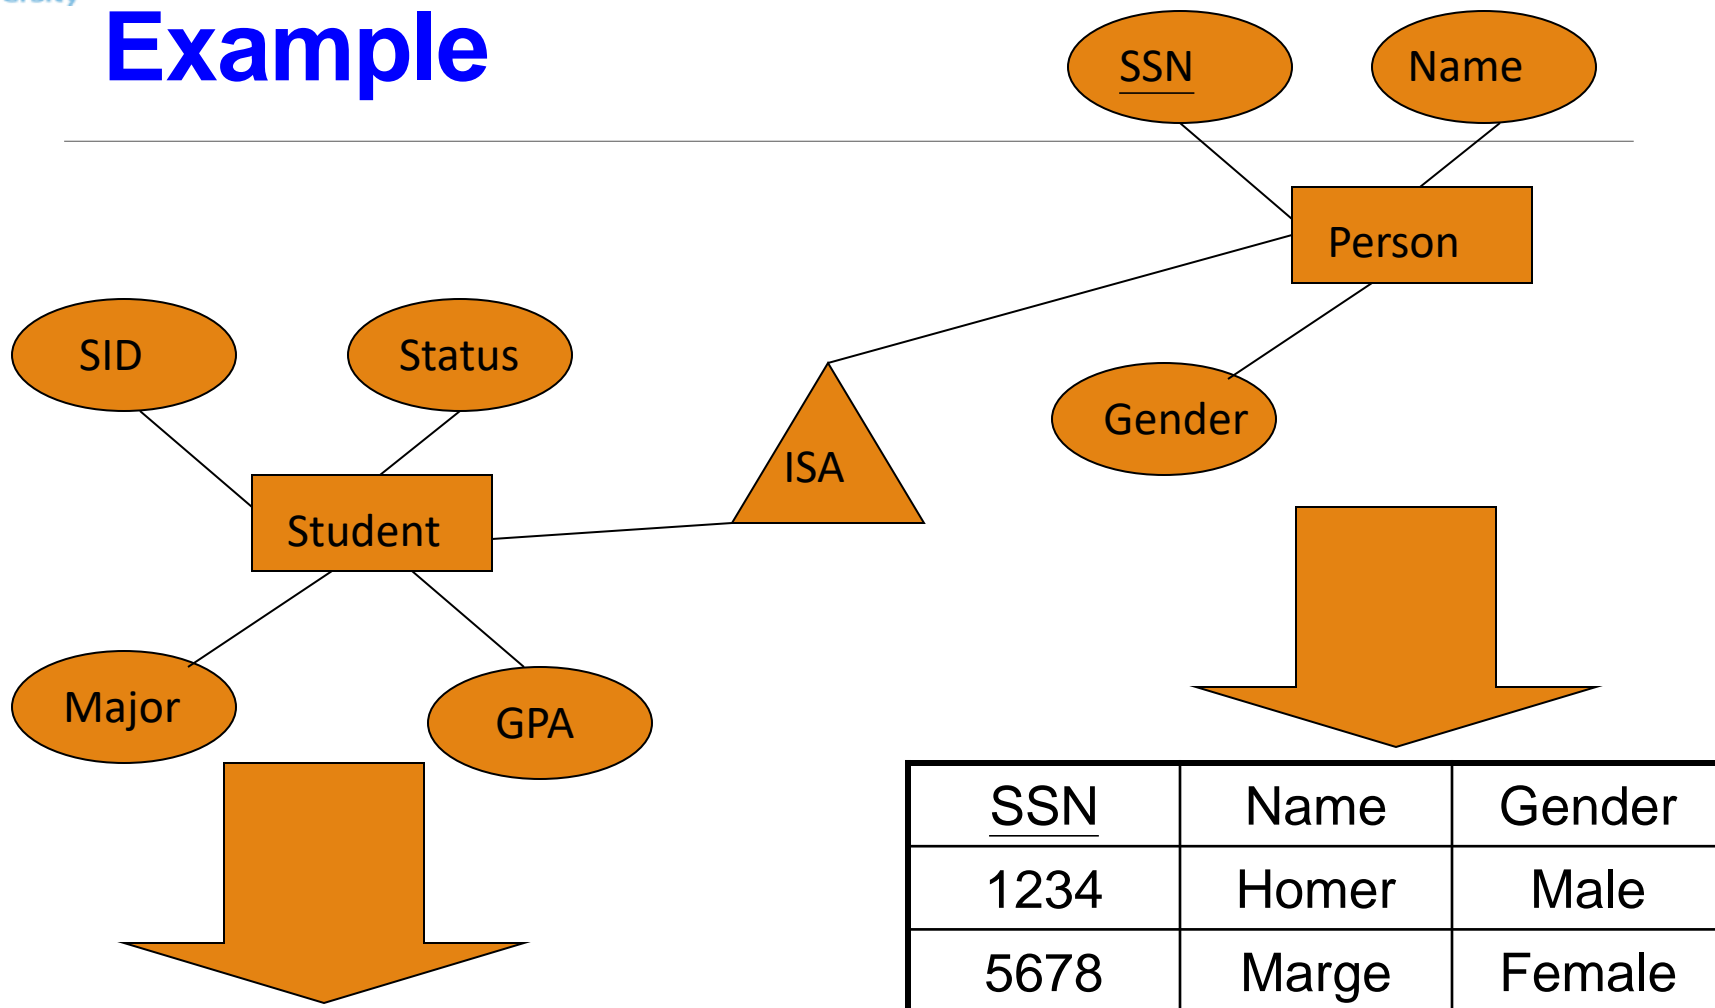 Example
SSN
Name
Person
SID
Status
Gender
ISA
Student
Major
GPA
SSN Name Gender
1234 Homer Male
5678 Marge Female